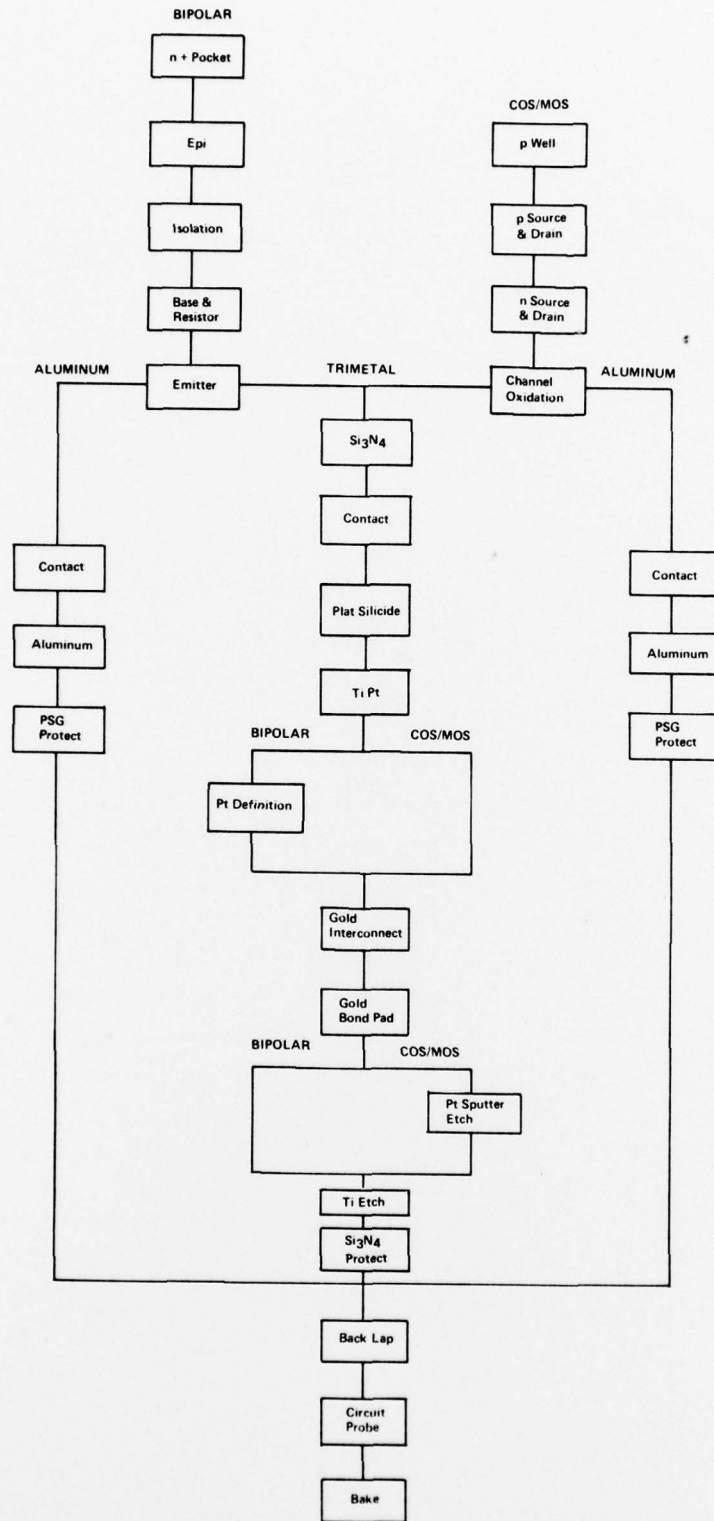 BIPOLAR
n + Pocket
Epi
Isolation
Base &
Resistor
COS/MOS
p Well
p Source
& Drain
n Source
& Drain
ALUMINUM
Emitter
TRIMETAL
Channel
Oxidation
ALUMINUM
Si3N4
Contact
Plat Silicide
Ti Pt
Contact
Aluminum
PSG
Protect
Contact
Aluminum
PSG
Protect
BIPOLAR
COS/MOS
Pt Definition
Gold
Interconnect
Gold
Bond Pad
BIPOLAR
COS/MOS
Pt Sputter
Etch
Ti Etch
Si3N4
Protect
Back Lap
Circuit
Probe
Bake